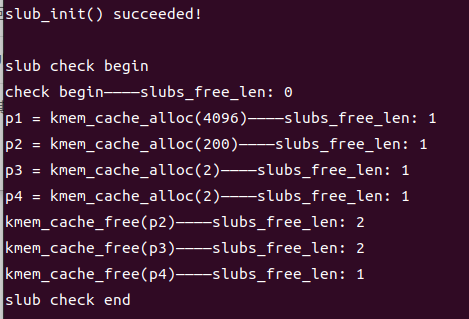 slub_init() succeeded!
slub check begin
check begin————slubs_free_len: 0
p1 = kmem_cache_alloc(4096)————slubs_free_len: 1
p2 = kmem_cache_alloc(200)————slubs_free_len: 1
p3 = kmem_cache_alloc(2)————slubs_free_len: 1
p4 = kmem_cache_alloc(2)————slubs_free_len: 1
kmem_cache_free(p2)————slubs_free_len: 2
kmem_cache_free(p3)————slubs_free_len: 2
kmem_cache_free(p4)————slubs_free_len: 1
slub check end